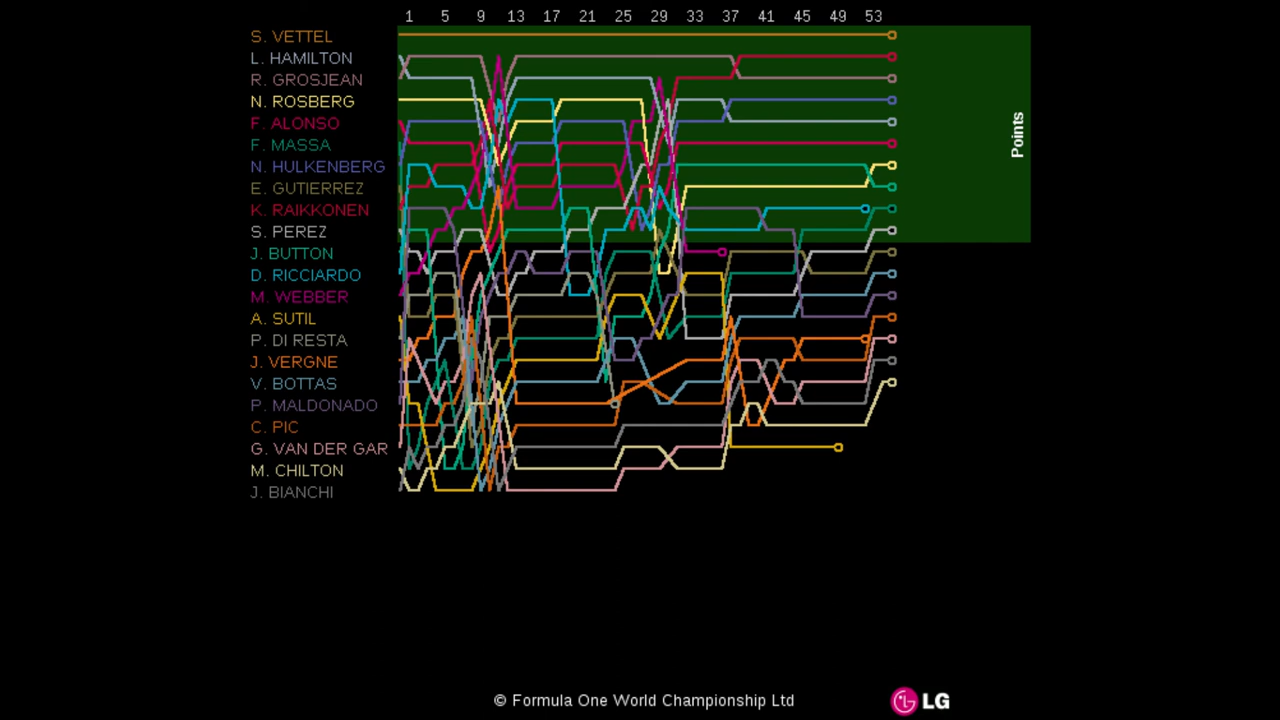 1 5 9 13 17 21 25 29 33 37 41 45 49 53
S. VETTEL
L. HAMILTON
R. GROSJEAN
N. ROSBERG
F. ALONSO
F. MASSA
N. HULKENBERG
E. GUTIERREZ
K. RAIKKONEN
S. PEREZ
J. BUTTON
D. RICCIARDO
M. WEBBER
A. SUTIL
P. DI RESTA
J. VERGNE
V. BOTTAS
P. MALDONADO
C. PIC
G. VAN DER GAR
M. CHILTON
J. BIANCHI
Points
© Formula One World Championship Ltd
LG